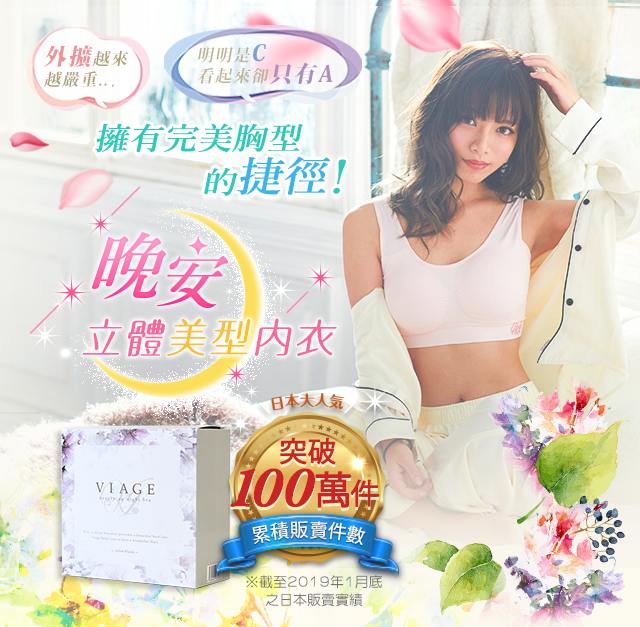 外擴越來
越嚴重...
明明是C
看起來卻只有A
擁有完美胸型
的捷徑!
晚安
立體美型內衣
日本大人気
突破
100萬件
累積販賣件數
VIAGE
※截至2019年1月底
之日本販賣實績